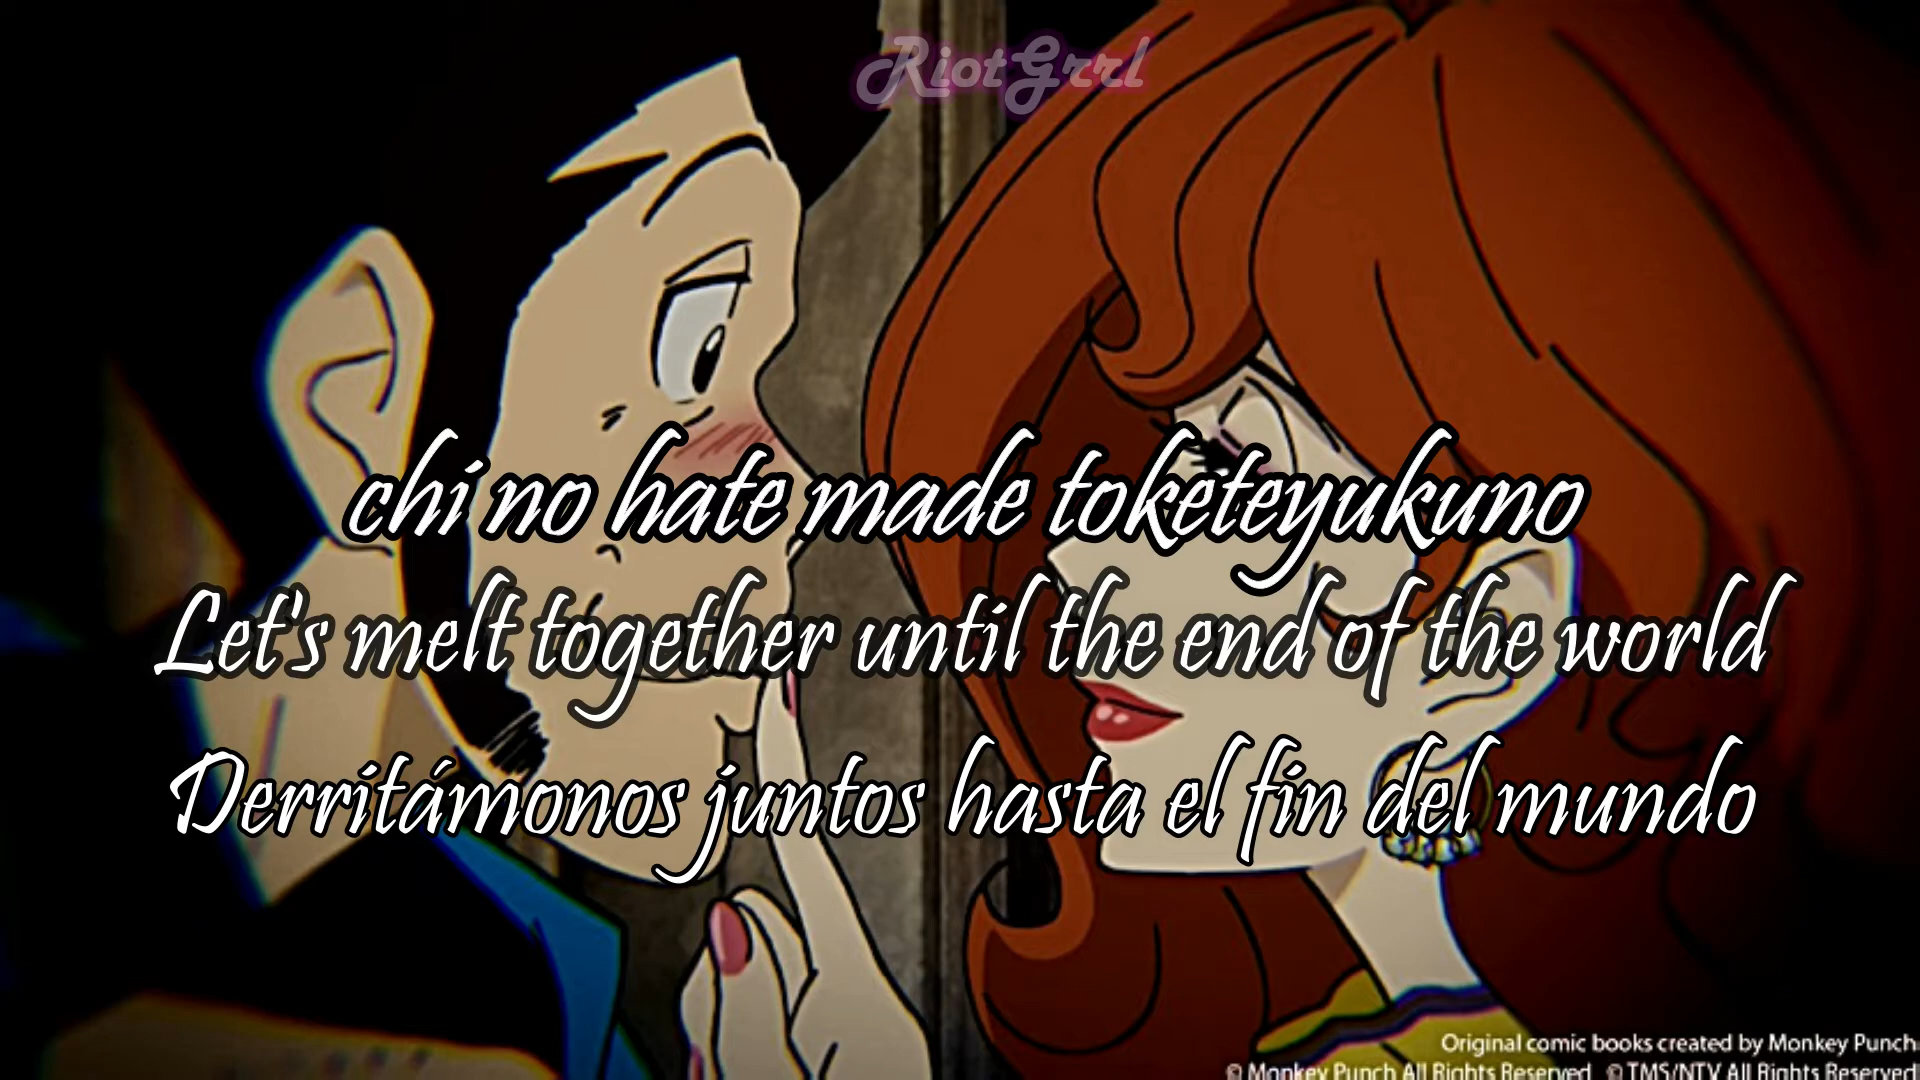 RiotGrrl
chi no hate made toketeyukuno
Let's melt together until the end of the world
Derritámonos juntos hasta el fin del mundo
Original comic books created by Monkey Punch
© Monkey Punch All Rights Reserved © TMS/NTV All Rights Reserved